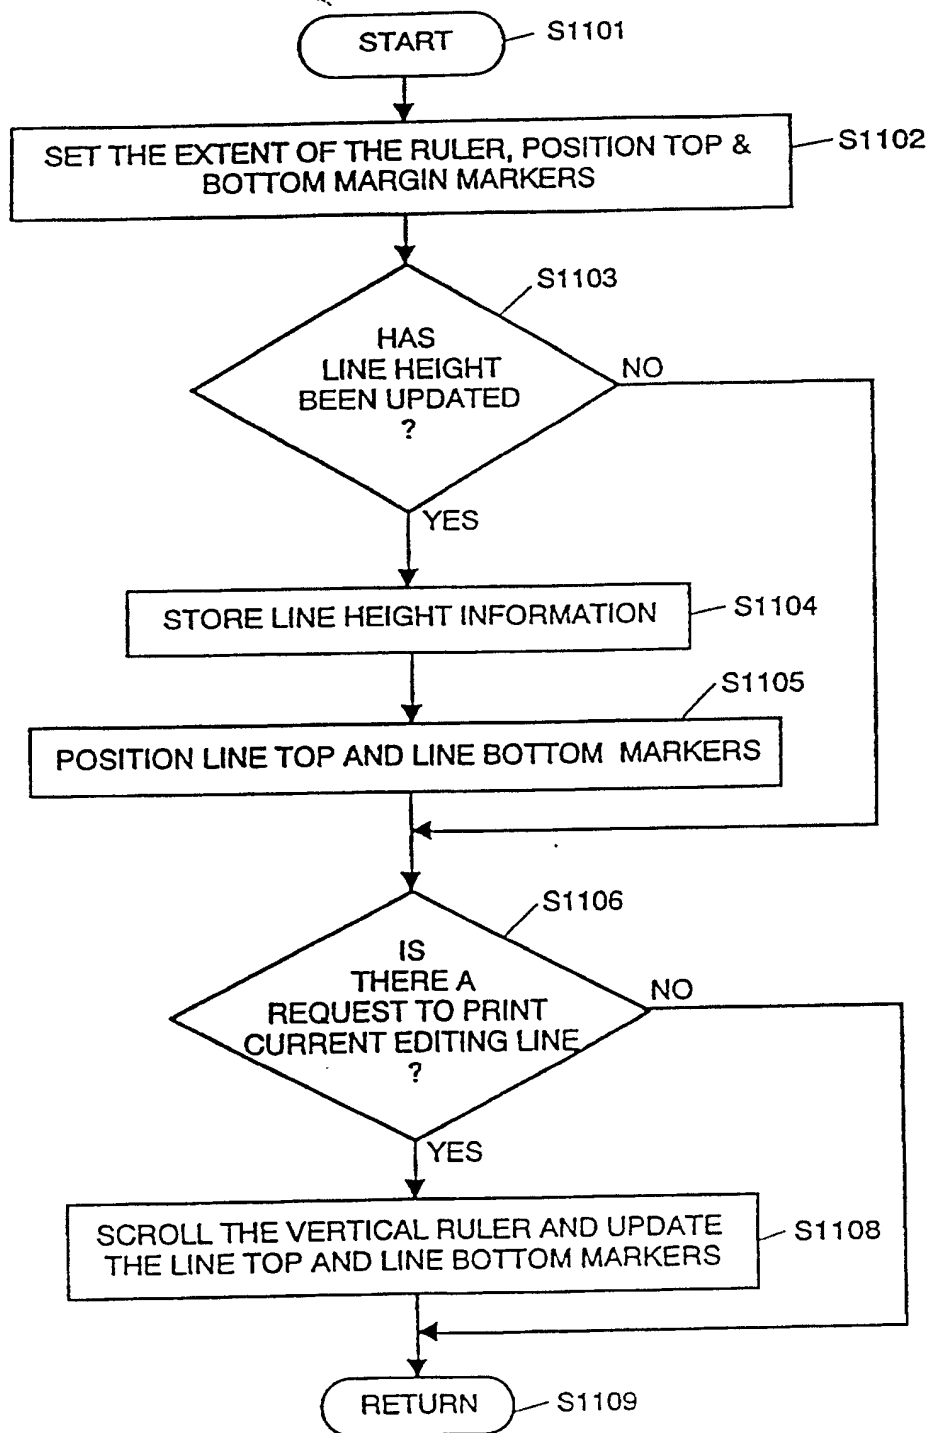 START
S1101
SET THE EXTENT OF THE RULER, POSITION TOP &
BOTTOM MARGIN MARKERS
S1102
S1103
HAS
LINE HEIGHT
BEEN UPDATED
?
NO
YES
STORE LINE HEIGHT INFORMATION
S1104
S1105
POSITION LINE TOP AND LINE BOTTOM MARKERS
S1106
IS
THERE A
REQUEST TO PRINT
CURRENT EDITING LINE
?
NO
YES
SCROLL THE VERTICAL RULER AND UPDATE
THE LINE TOP AND LINE BOTTOM MARKERS
S1108
RETURN
S1109